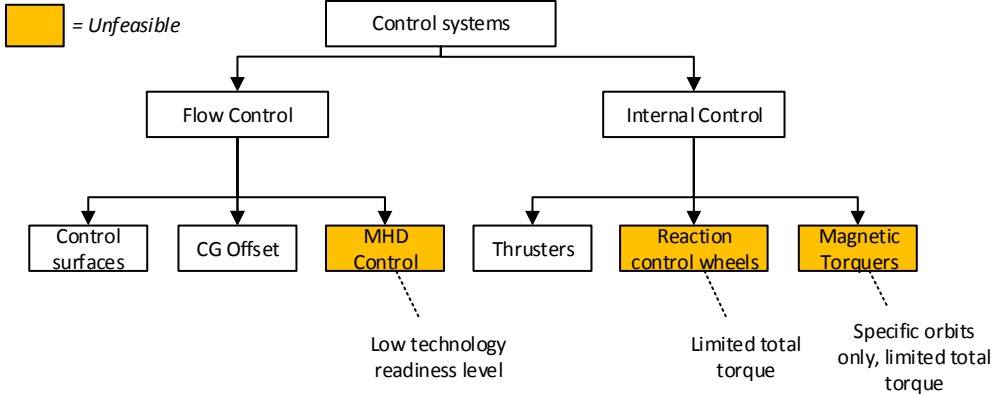 = Unfeasible
Control systems
Flow Control
Internal Control
Control
surfaces
CG Offset
MHD
Control
Thrusters
Reaction
control wheels
Magnetic
Torquers
Low technology
readiness level
Limited total
torque
Specific orbits
only, limited total
torque